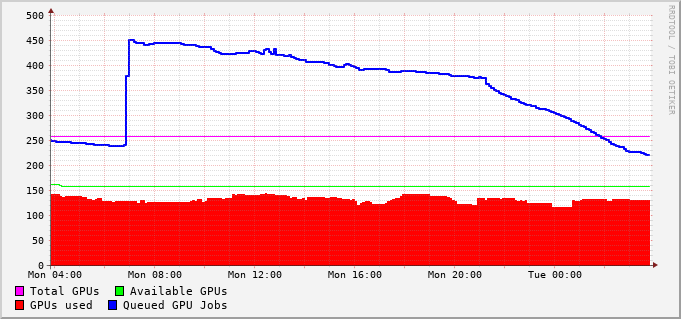 RRDTOOL / TOBI OETIKER
500
450
400
350
300
250
200
150
100
50
0
Mon 04:00 Mon 08:00 Mon 12:00 Mon 16:00 Mon 20:00 Tue 00:00
Total GPUs Available GPUs
GPUs used Queued GPU Jobs